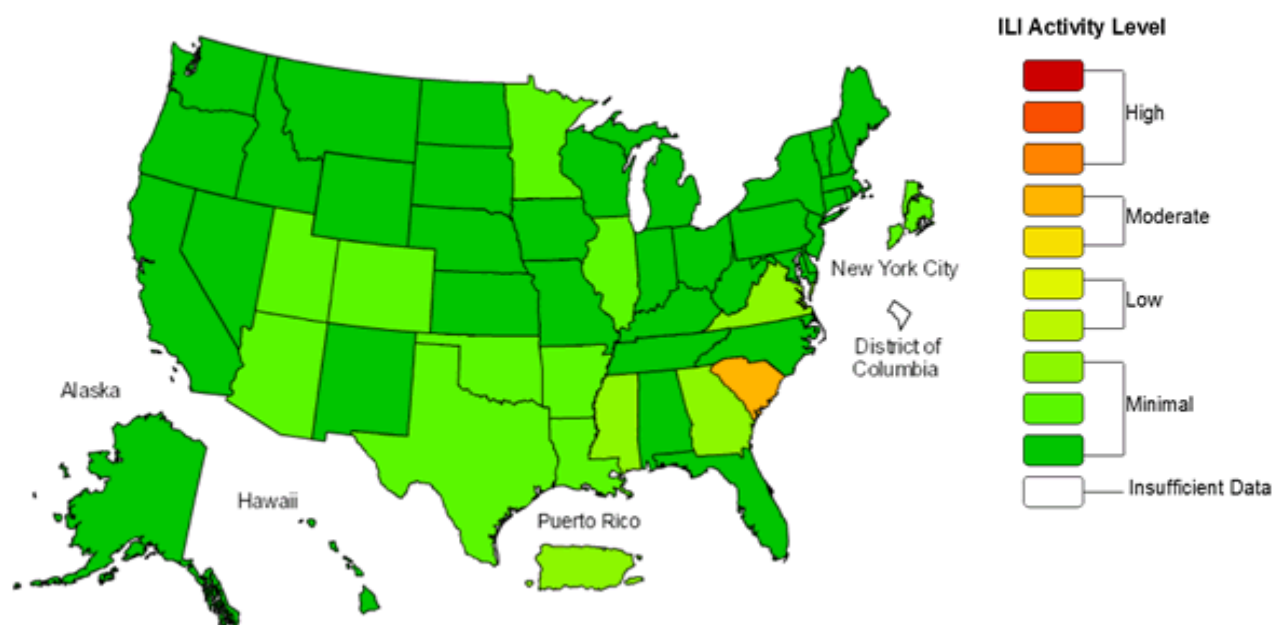 ILI Activity Level
High
Moderate
Low
Minimal
Insufficient Data
New York City
District of
Columbia
Alaska
Hawaii
Puerto Rico